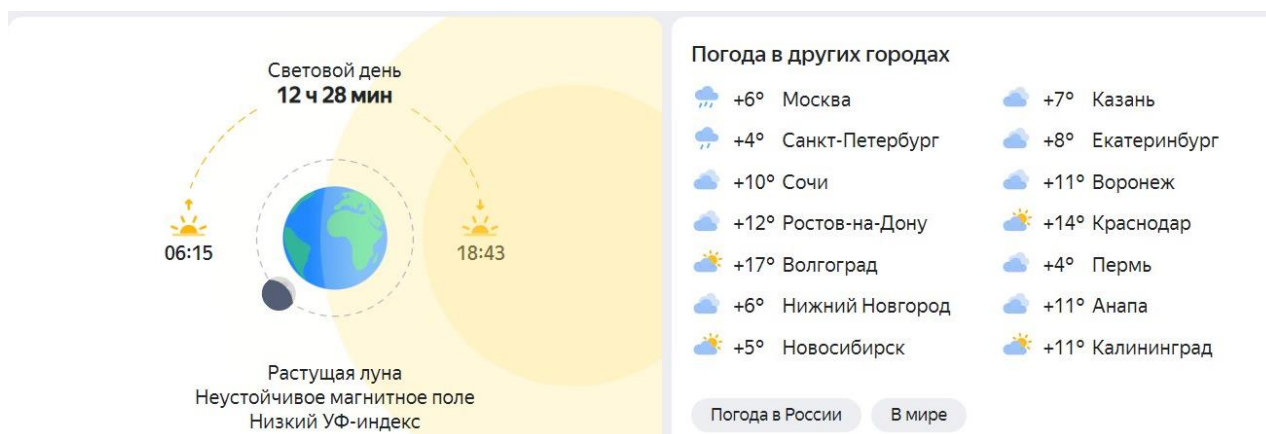 Световой день
12 ч 28 мин
06:15
18:43
Растущая луна
Неустойчивое магнитное поле
Низкий УФ-индекс
Погода в других городах
+6° Москва
+4° Санкт-Петербург
+10° Сочи
+12° Ростов-на-Дону
+17° Волгоград
+6° Нижний Новгород
+5° Новосибирск
+7° Казань
+8° Екатеринбург
+11° Воронеж
+14° Краснодар
+4° Пермь
+11° Анапа
+11° Калининград
Погода в России
В мире